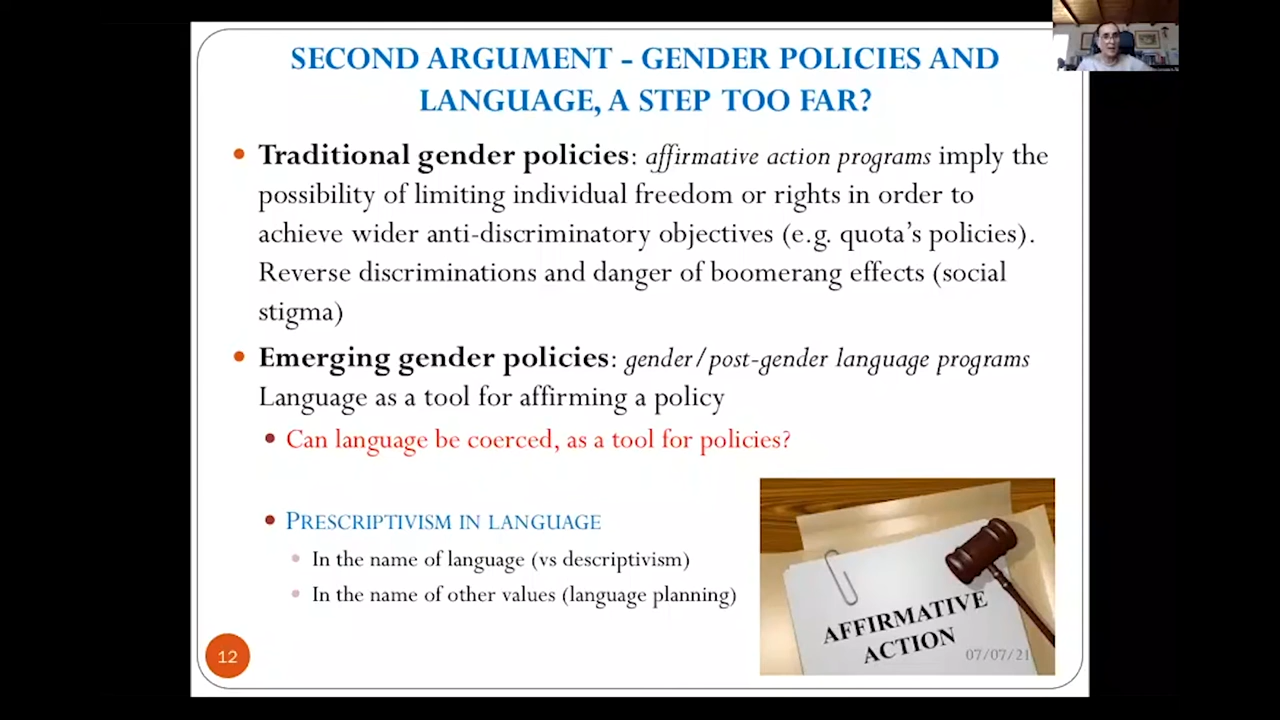 SECOND ARGUMENT - GENDER POLICIES AND
LANGUAGE, A STEP TOO FAR?
• Traditional gender policies: affirmative action programs imply the
possibility of limiting individual freedom or rights in order to
achieve wider anti-discriminatory objectives (e.g. quota's policies).
Reverse discriminations and danger of boomerang effects (social
stigma)
• Emerging gender policies: gender/post-gender language programs
Language as a tool for affirming a policy
• Can language be coerced, as a tool for policies?
• PRESCRIPTIVISM IN LANGUAGE
• In the name of language (vs descriptivism)
• In the name of other values (language planning)
AFFIRMATIVE
ACTION
12
07/07/21